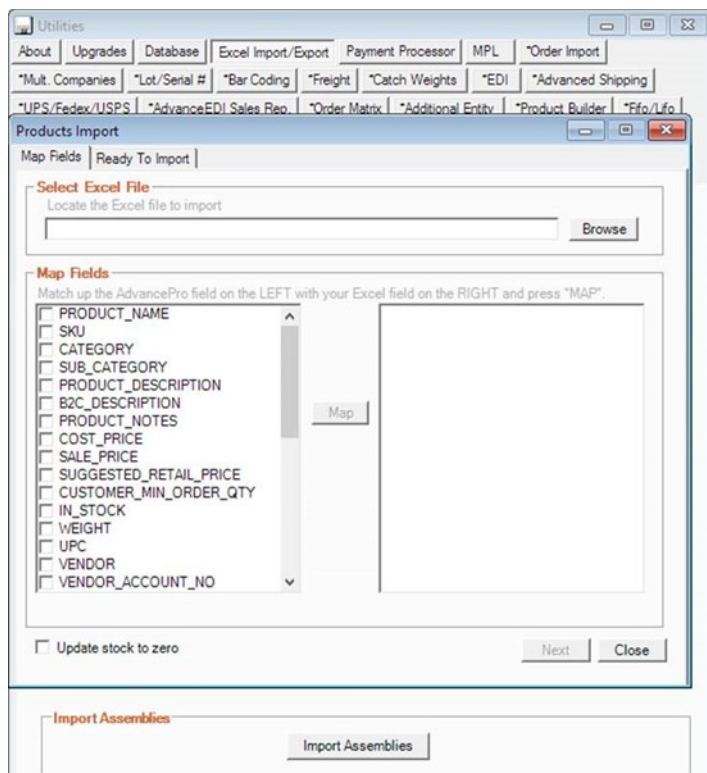 Utilities
About Upgrades Database Excel Import/Export Payment Processor MPL *Order Import
*Mult. Companies *Lot/Serial # *Bar Coding *Freight *Catch Weights *EDI *Advanced Shipping
*UPS/Fedex/USPS *AdvanceEDI Sales Rep. *Order Matrix *Additional Entity *Product Builder *Fifo/Lifo
Products Import
Map Fields Ready To Import
Select Excel File
Locate the Excel file to import
Browse
Map Fields
Match up the AdvancePro field on the LEFT with your Excel field on the RIGHT and press "MAP".
PRODUCT_NAME
SKU
CATEGORY
SUB_CATEGORY
PRODUCT_DESCRIPTION
B2C_DESCRIPTION
Map
PRODUCT_NOTES
COST_PRICE
SALE_PRICE
SUGGESTED_RETAIL_PRICE
CUSTOMER_MIN_ORDER_QTY
IN_STOCK
WEIGHT
UPC
VENDOR
VENDOR_ACCOUNT_NO
Update stock to zero Next Close
Import Assemblies
Import Assemblies